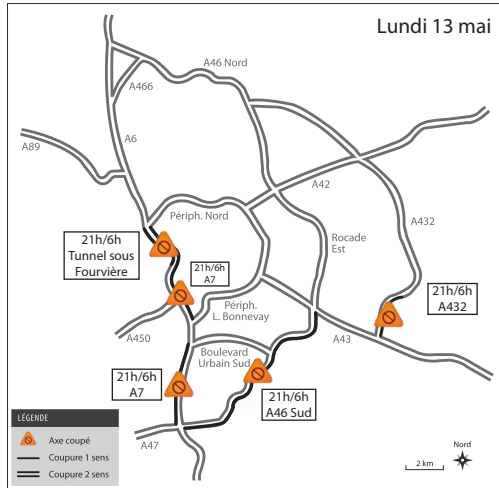 Lundi 13 mai
A46 Nord
A466
A6
A89
A42
Périph. Nord
A432
21h/6h
Tunnel sous
Fourvière
21h/6h
A7
Rocade
Est
21h/6h
A432
Périph.
L. Bonnevay
A450
A43
Boulevard
Urbain Sud
21h/6h
A7
21h/6h
A46 Sud
A47
LÉGENDE
Axe coupé
Coupure 1 sens
Coupure 2 sens
Nord
2 km